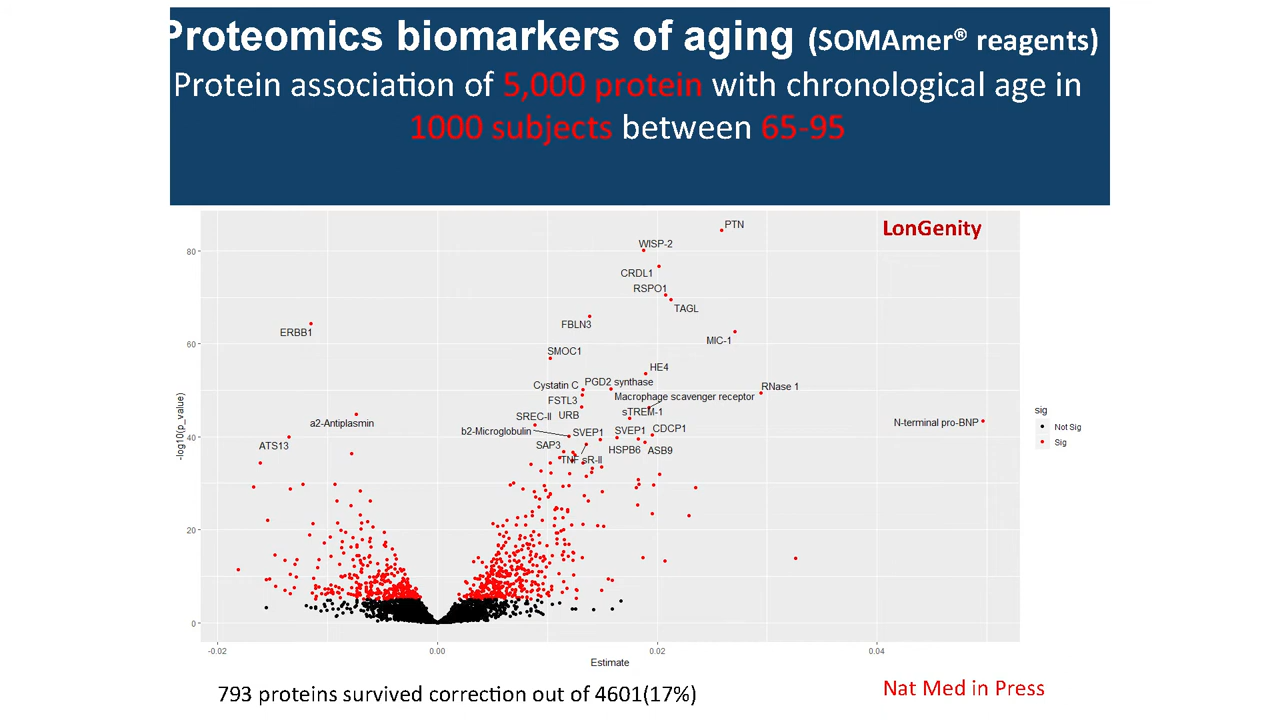 Proteomics biomarkers of aging (SOMAmer® reagents)
Protein association of 5,000 protein with chronological age in
1000 subjects between 65-95
LonGenity
PTN
WISP-2
CRDL1
RSPO1
TAGL
FBLN3
ERBB1
MIC-1
SMOC1
HE4
Cystatin C
PGD2 synthase
RNase 1
FSTL3
Macrophage scavenger receptor
SREC-II
URB
sTREM-1
a2-Antiplasmin
N-terminal pro-BNP
b2-Microglobulin
SVEP1
SVEP1
CDCP1
ATS13
SAP3
HSPB6
ASB9
TNF sR-II
80
60
40
20
0
-log10(p_value)
-0.02
0.00
0.02
0.04
Estimate
sig
Not Sig
Sig
793 proteins survived correction out of 4601(17%)
Nat Med in Press